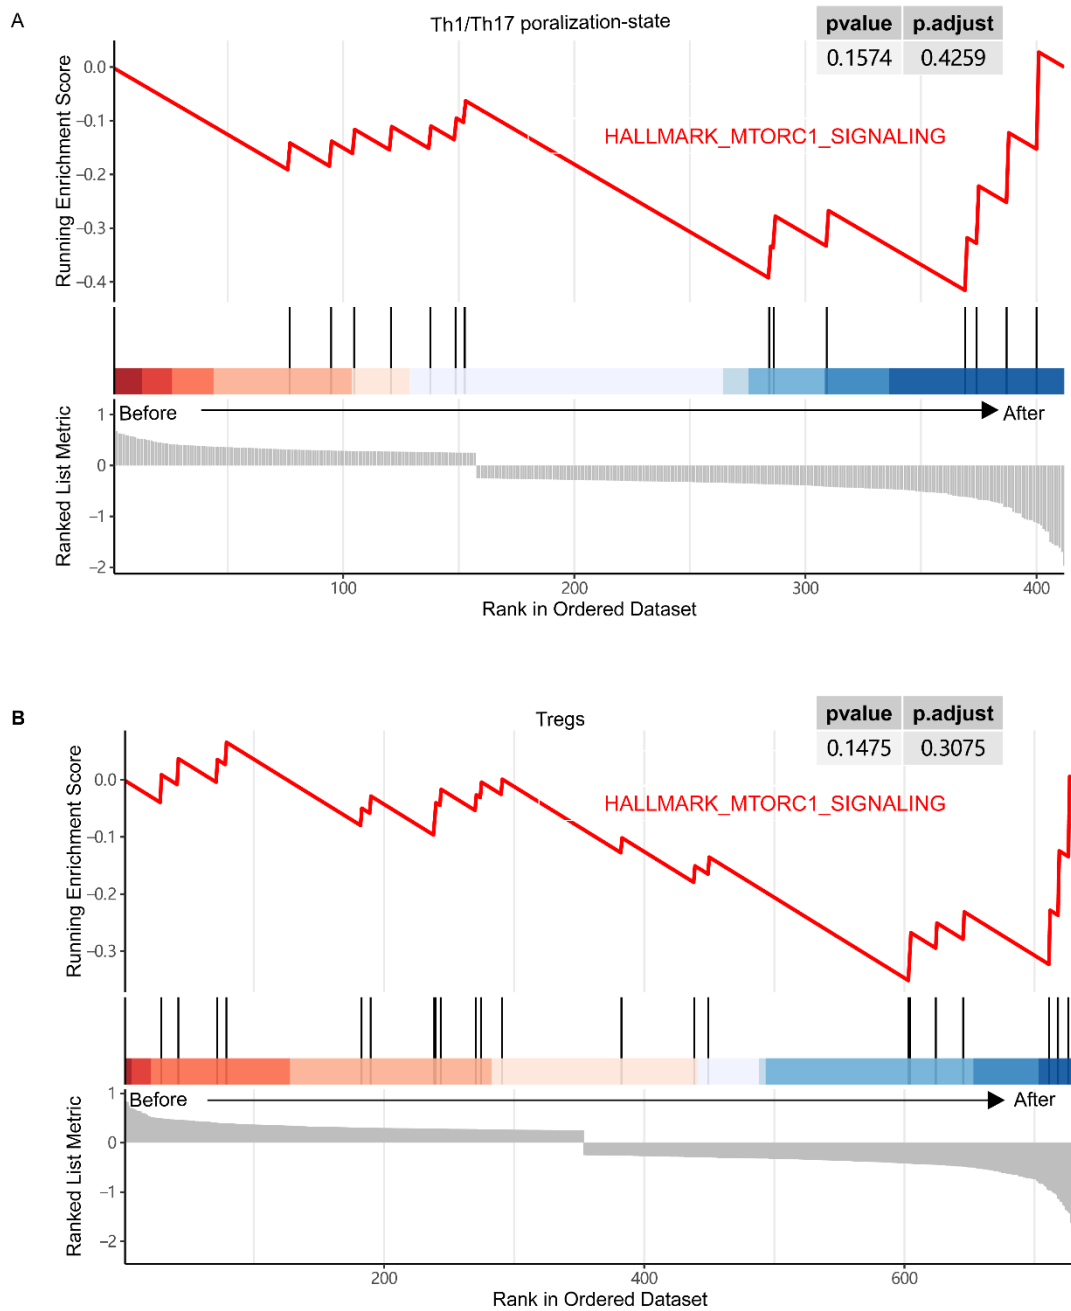 A
Th1/Th17 poralization-state
pvalue p.adjust
0.1574 0.4259
Running Enrichment Score
0.0
−0.1
−0.2
−0.3
−0.4
HALLMARK_MTORC1_SIGNALING
Before
After
Ranked List Metric
1
0
−1
−2
100 200 300 400
Rank in Ordered Dataset
B
Tregs
pvalue p.adjust
0.1475 0.3075
Running Enrichment Score
0.0
−0.1
−0.2
−0.3
HALLMARK_MTORC1_SIGNALING
Before
After
Ranked List Metric
1
0
−1
−2
200 400 600
Rank in Ordered Dataset